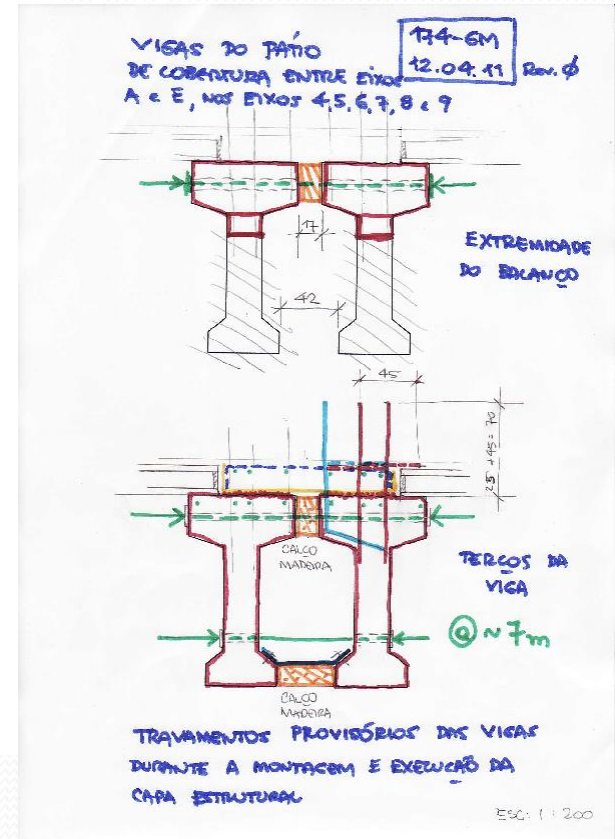 VIGAS DO PÁTIO
DE COBERTURA ENTRE EIXOS
A e E, NOS EIXOS 4,5,6,7,8 e 9
174-GM
12.04.11 Rev. Ø
17
42
EXTREMIDADE
DO BALANÇO
45
25+45=70
CALÇO
MADEIRA
TERÇOS DA
VIGA
@ ~ 7m
CALÇO
MADEIRA
TRAVAMENTOS PROVISÓRIOS DAS VIGAS
DURANTE A MONTAGEM E EXECUÇÃO DA
CAPA ESTRUTURAL
ESC: 1:200